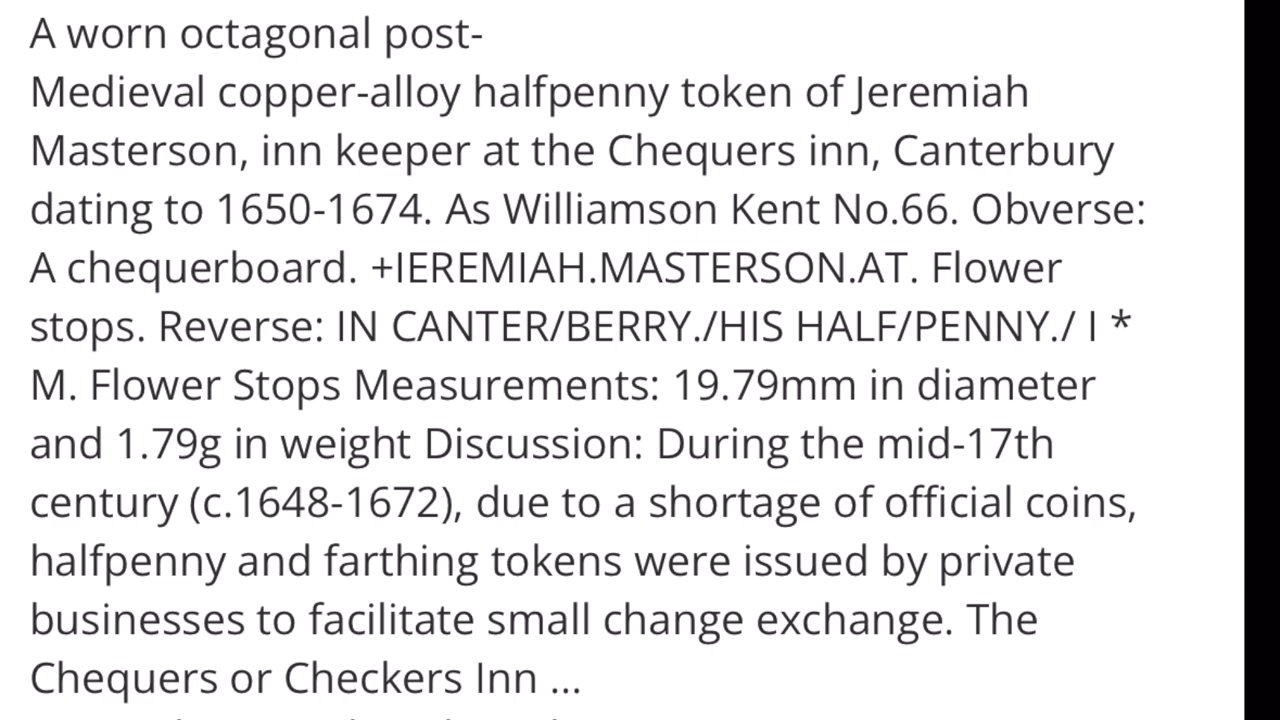 A worn octagonal post-
Medieval copper-alloy halfpenny token of Jeremiah
Masterson, inn keeper at the Chequers inn, Canterbury
dating to 1650-1674. As Williamson Kent No.66. Obverse:
A chequerboard. +IEREMIAH.MASTERSON.AT. Flower
stops. Reverse: IN CANTER/BERRY./HIS HALF/PENNY./ I *
M. Flower Stops Measurements: 19.79mm in diameter
and 1.79g in weight Discussion: During the mid-17th
century (c.1648-1672), due to a shortage of official coins,
halfpenny and farthing tokens were issued by private
businesses to facilitate small change exchange. The
Chequers or Checkers Inn ...